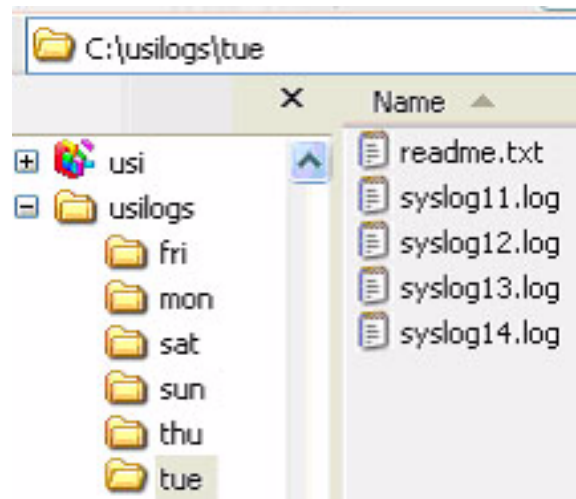 C:\usilogs\tue
Name
usi
usilogs
fri
mon
sat
sun
thu
tue
readme.txt
syslog11.log
syslog12.log
syslog13.log
syslog14.log